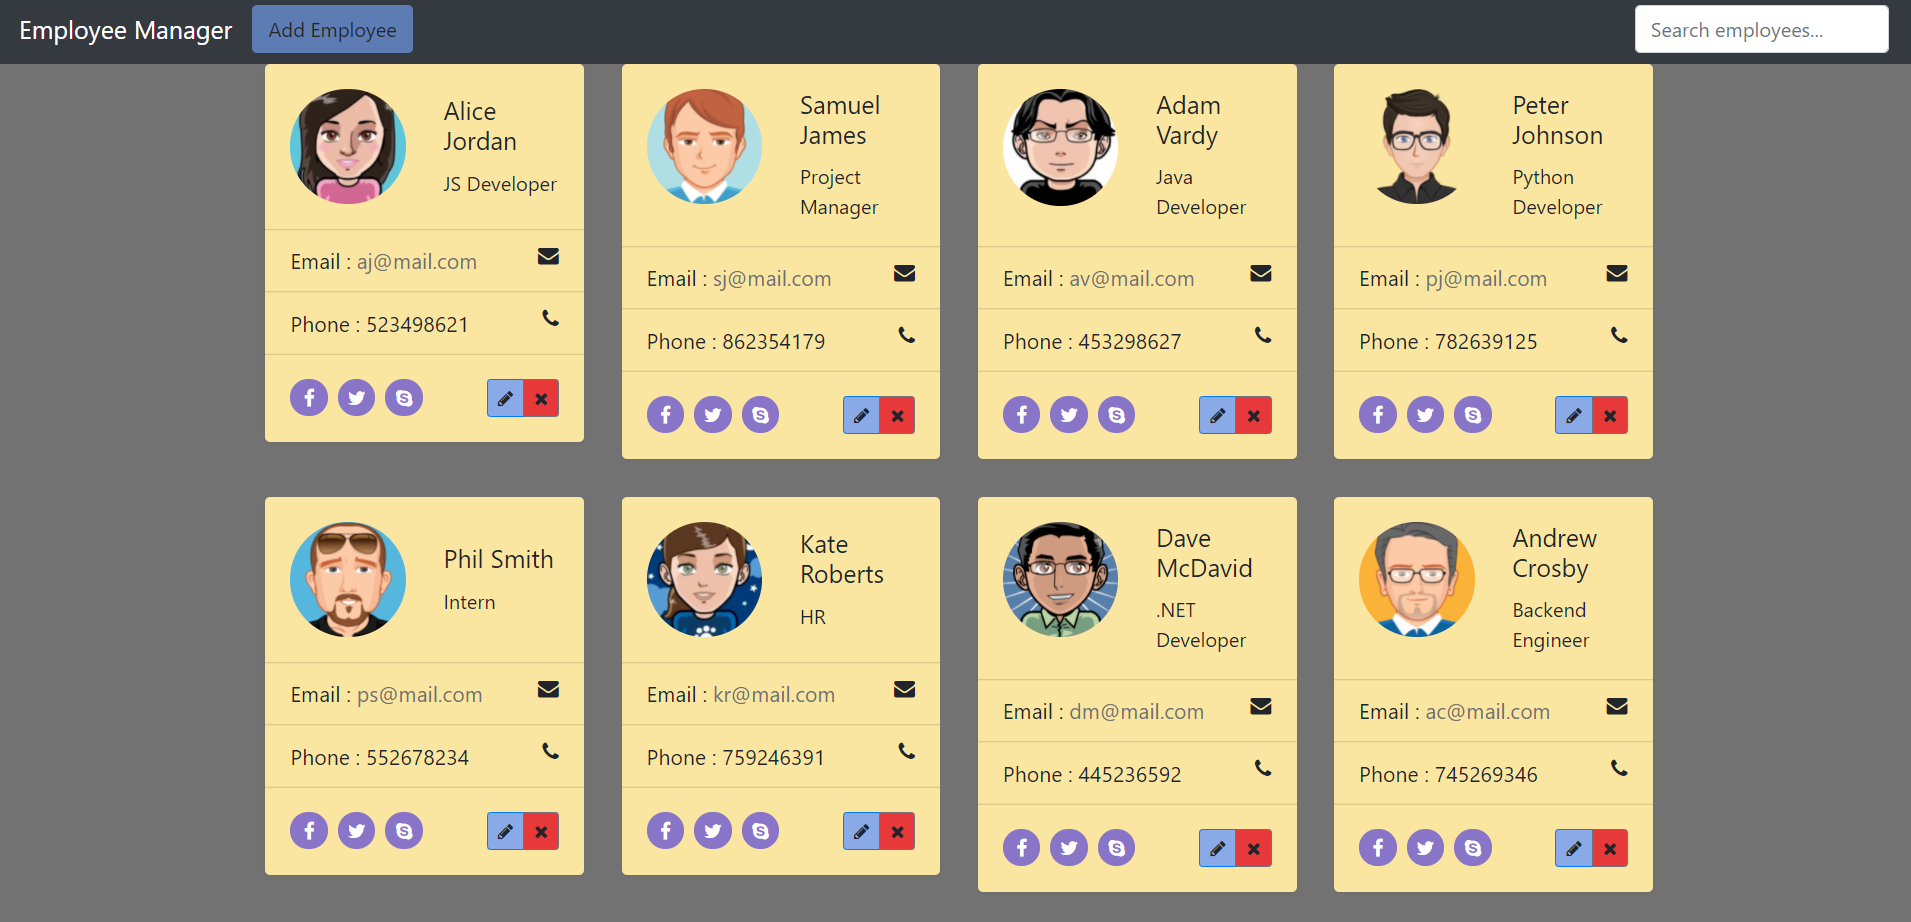 Employee Manager
Add Employee
Search employees...
Alice
Jordan
JS Developer
Email : aj@mail.com
Phone : 523498621
Samuel
James
Project
Manager
Email : sj@mail.com
Phone : 862354179
Adam
Vardy
Java
Developer
Email : av@mail.com
Phone : 453298627
Peter
Johnson
Python
Developer
Email : pj@mail.com
Phone : 782639125
Phil Smith
Intern
Email : ps@mail.com
Phone : 552678234
Kate
Roberts
HR
Email : kr@mail.com
Phone : 759246391
Dave
McDavid
.NET
Developer
Email : dm@mail.com
Phone : 445236592
Andrew
Crosby
Backend
Engineer
Email : ac@mail.com
Phone : 745269346